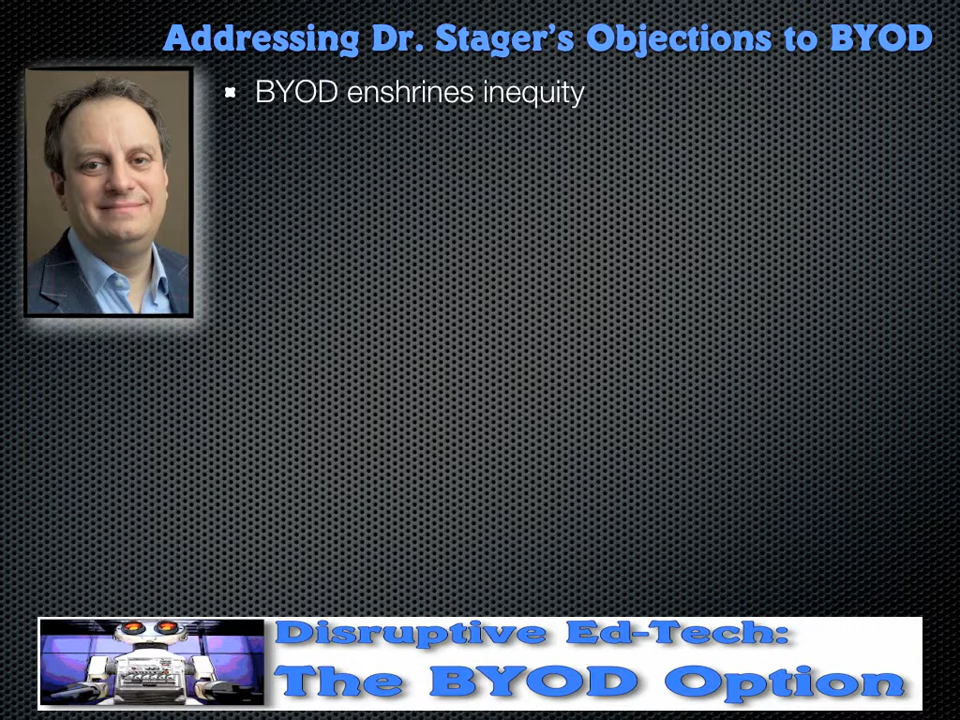 Addressing Dr. Stager's Objections to BYOD
BYOD enshrines inequity
Disruptive Ed-Tech:
The BYOD Option